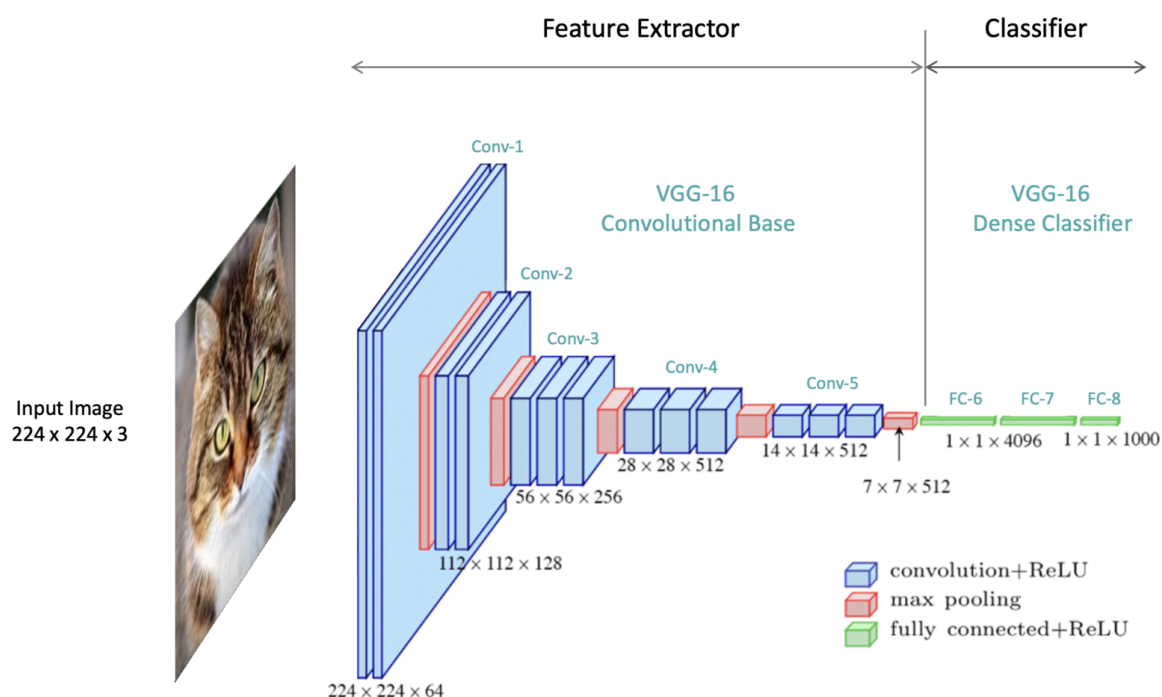 Feature Extractor
Classifier
Conv-1
VGG-16
Convolutional Base
VGG-16
Dense Classifier
Conv-2
Conv-3
Conv-4
Conv-5
FC-6
FC-7
FC-8
Input Image
224 x 224 x 3
1 × 1 × 4096
1 × 1 × 1000
14 × 14 × 512
28 × 28 × 512
7 × 7 × 512
56 × 56 × 256
112 × 112 × 128
convolution+ReLU
max pooling
fully connected+ReLU
224 × 224 × 64